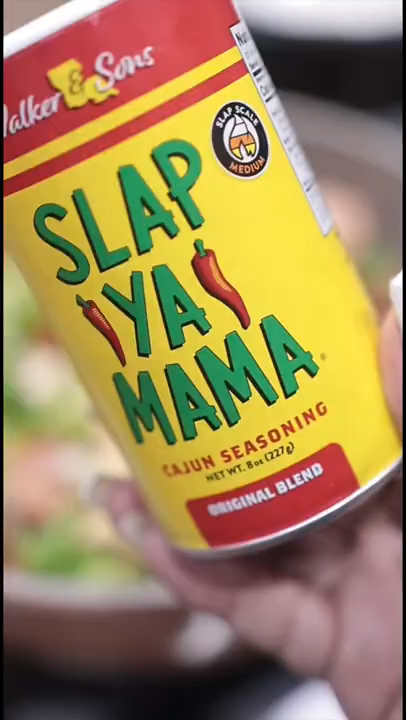 Walker & Sons
SLAP SCALE
MEDIUM
SLAP
YA
MAMA
®
CAJUN SEASONING
NET WT. 8oz (227g)
ORIGINAL BLEND